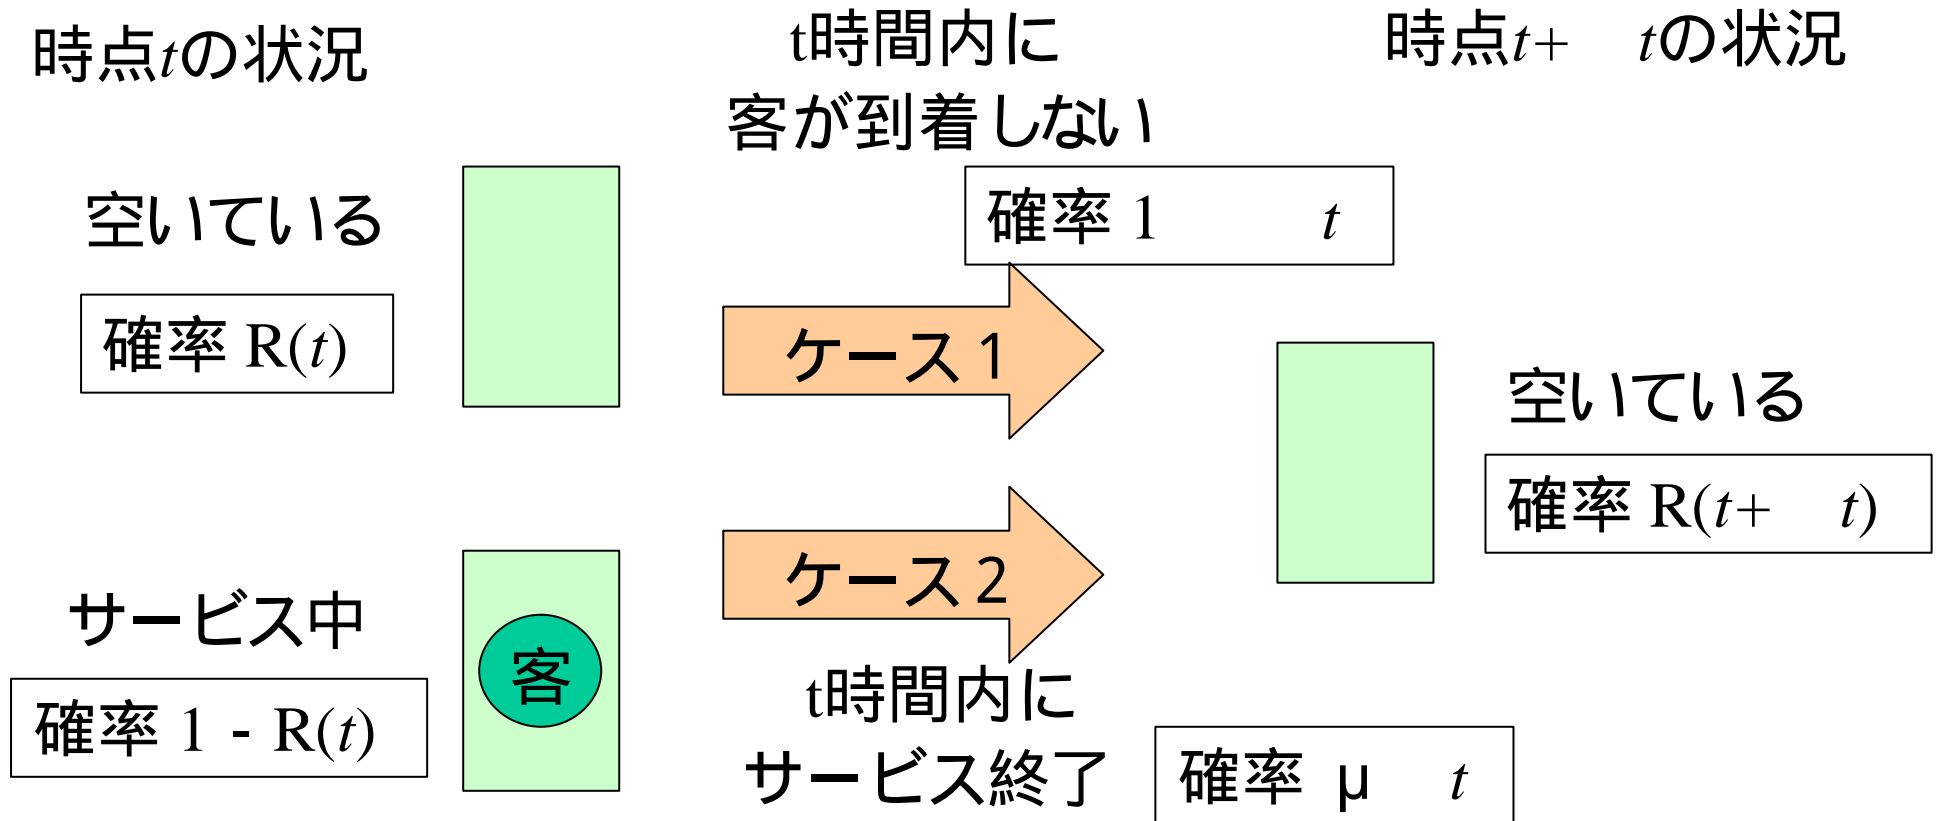 時点tの状況
t時間内に
客が到着しない
時点t+ tの状況
空いている
確率 R(t)
確率 1 t
ケース 1
空いている
確率 R(t+ t)
サービス中
確率 1 - R(t)
客
ケース 2
t時間内に
サービス終了
確率 μ t